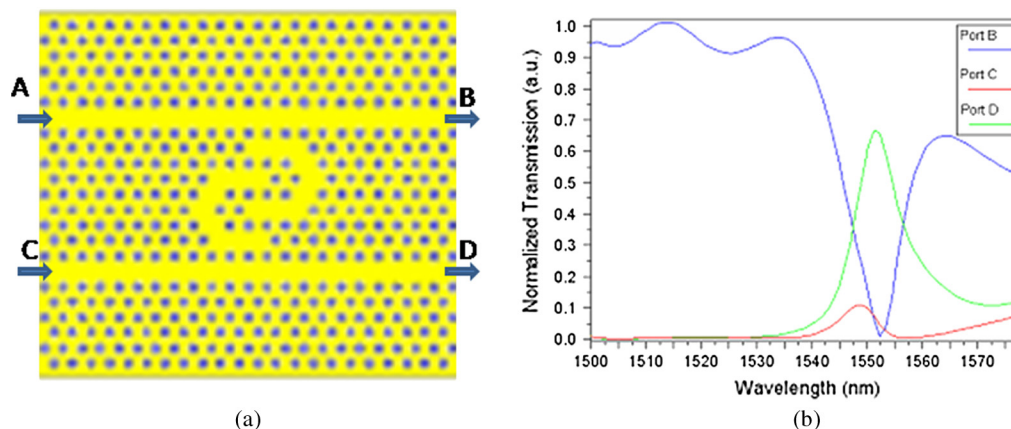 A
B
C
D
(a)
1.0
0.9
0.8
0.7
0.6
0.5
0.4
0.3
0.2
0.1
0.0
Normalized Transmission (a.u.)
1500 1510 1520 1530 1540 1550 1560 1570
Wavelength (nm)
Port B
Port C
Port D
(b)